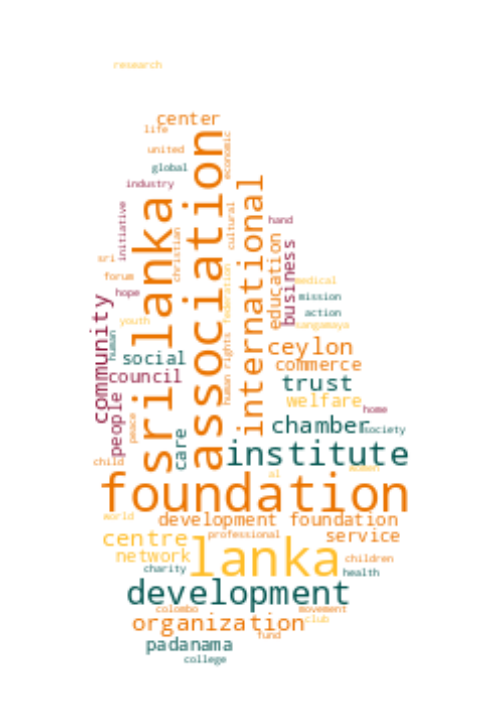 research
center
life
united
global
industry
economic
association
sri lanka
international
initiative
christian
cultural
hand
sri
forum
hope
youth
federation
education
business
medical
mission
action
sangamaya
community
human
social
council
people
peace
care
human rights
ceylon
commerce
trust
welfare
home
chamber
society
child
institute
al
women
foundation
world
development foundation
centre
professional
service
network
lanka
children
charity
health
development
colombo
movement
organization
club
fund
padanama
college